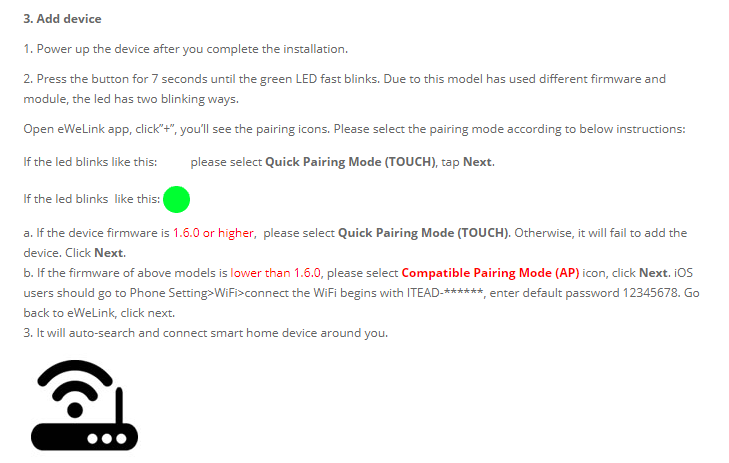 3. Add device
1. Power up the device after you complete the installation.
2. Press the button for 7 seconds until the green LED fast blinks. Due to this model has used different firmware and
module, the led has two blinking ways.
Open eWeLink app, click"+", you'll see the pairing icons. Please select the pairing mode according to below instructions:
If the led blinks like this: please select Quick Pairing Mode (TOUCH), tap Next.
If the led blinks like this:
a. If the device firmware is 1.6.0 or higher, please select Quick Pairing Mode (TOUCH). Otherwise, it will fail to add the
device. Click Next.
b. If the firmware of above models is lower than 1.6.0, please select Compatible Pairing Mode (AP) icon, click Next. iOS
users should go to Phone Setting>WiFi>connect the WiFi begins with ITEAD-******, enter default password 12345678. Go
back to eWeLink, click next.
3. It will auto-search and connect smart home device around you.